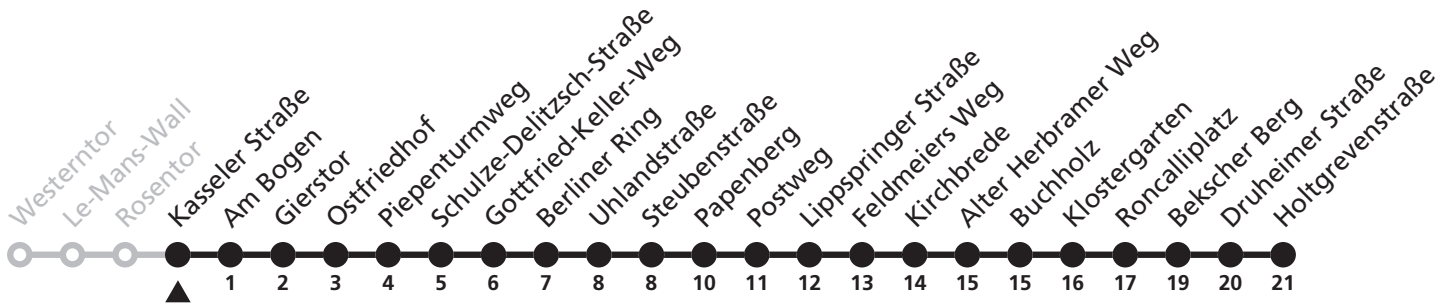 Westerntor
Le-Mans-Wall
Rosentor
Kasseler Straße
Am Bogen
Gierstor
Ostfriedhof
Piepenturmweg
Schulze-Delitzsch-Straße
Gottfried-Keller-Weg
Berliner Ring
Uhlandstraße
Steubenstraße
Papenberg
Postweg
Lippspringer Straße
Feldmeiers Weg
Kirchbrede
Alter Herbramer Weg
Buchholz
Klostergarten
Roncalliplatz
Bekscher Berg
Druheimer Straße
Holtgrevenstraße
1 2 3 4 5 6 7 8 8 10 11 12 13 14 15 15 16 17 19 20 21